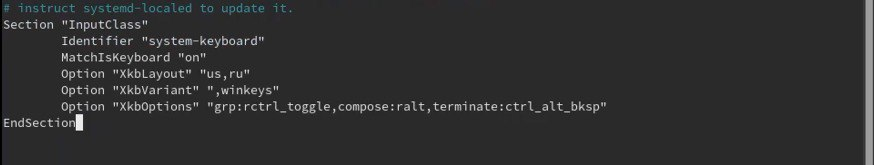 # instruct systemd-localed to update it.
Section "InputClass"
        Identifier "system-keyboard"
        MatchIsKeyboard "on"
        Option "XkbLayout" "us,ru"
        Option "XkbVariant" ",winkeys"
        Option "XkbOptions" "grp:rctrl_toggle,compose:ralt,terminate:ctrl_alt_bksp"
EndSection